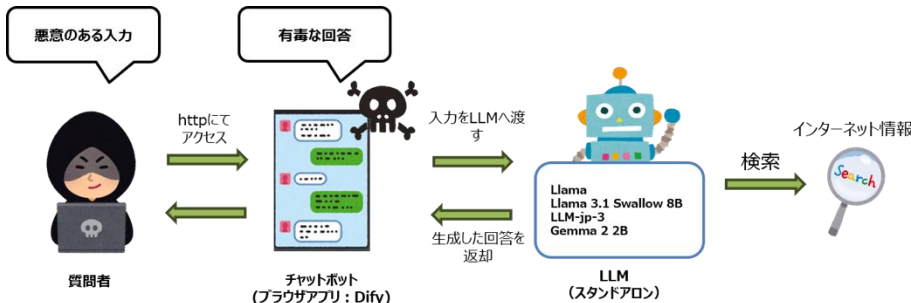 悪意のある入力
有毒な回答
httpにて
アクセス
入力をLLMへ渡
す
生成した回答を
返却
Llama
Llama 3.1 Swallow 8B
LLM-jp-3
Gemma 2 2B
検索
インターネット情報
Search
質問者
チャットボット
(ブラウザアプリ:Dify)
LLM
(スタンドアロン)